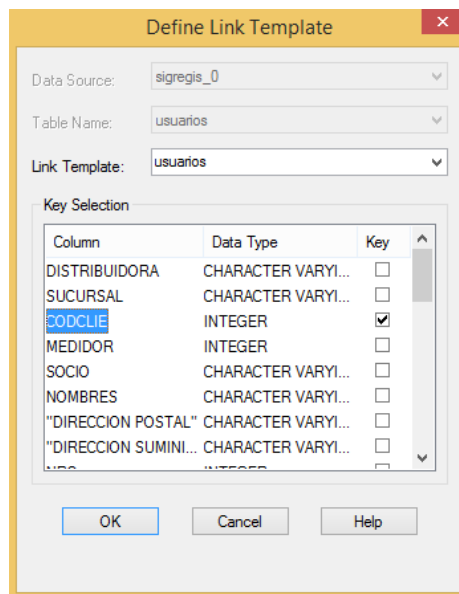 Define Link Template
Data Source: sigregis_0
Table Name: usuarios
Link Template: usuarios
Key Selection
Column Data Type Key
DISTRIBUIDORA CHARACTER VARYI...
SUCURSAL CHARACTER VARYI...
CODCLIE INTEGER
MEDIDOR INTEGER
SOCIO CHARACTER VARYI...
NOMBRES CHARACTER VARYI...
"DIRECCION POSTAL" CHARACTER VARYI...
"DIRECCION SUMINI... CHARACTER VARYI...
OK Cancel Help